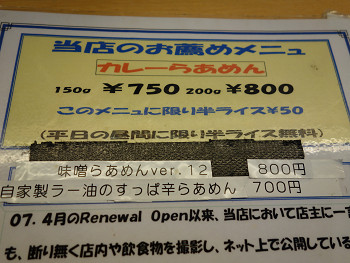 当店のお薦めメニュ
カレーらあめん
150g ¥750 200g ¥800
このメニューに限り半ライス¥50
(平日の昼間に限り半ライス無料)
味噌らあめんver.12 800円
自家製ラー油のすっぱ辛らあめん 700円
07. 4月のRenewal Open以来、当店において店主に一言
も、断り無く店内や飲食物を撮影し、ネット上で公開している